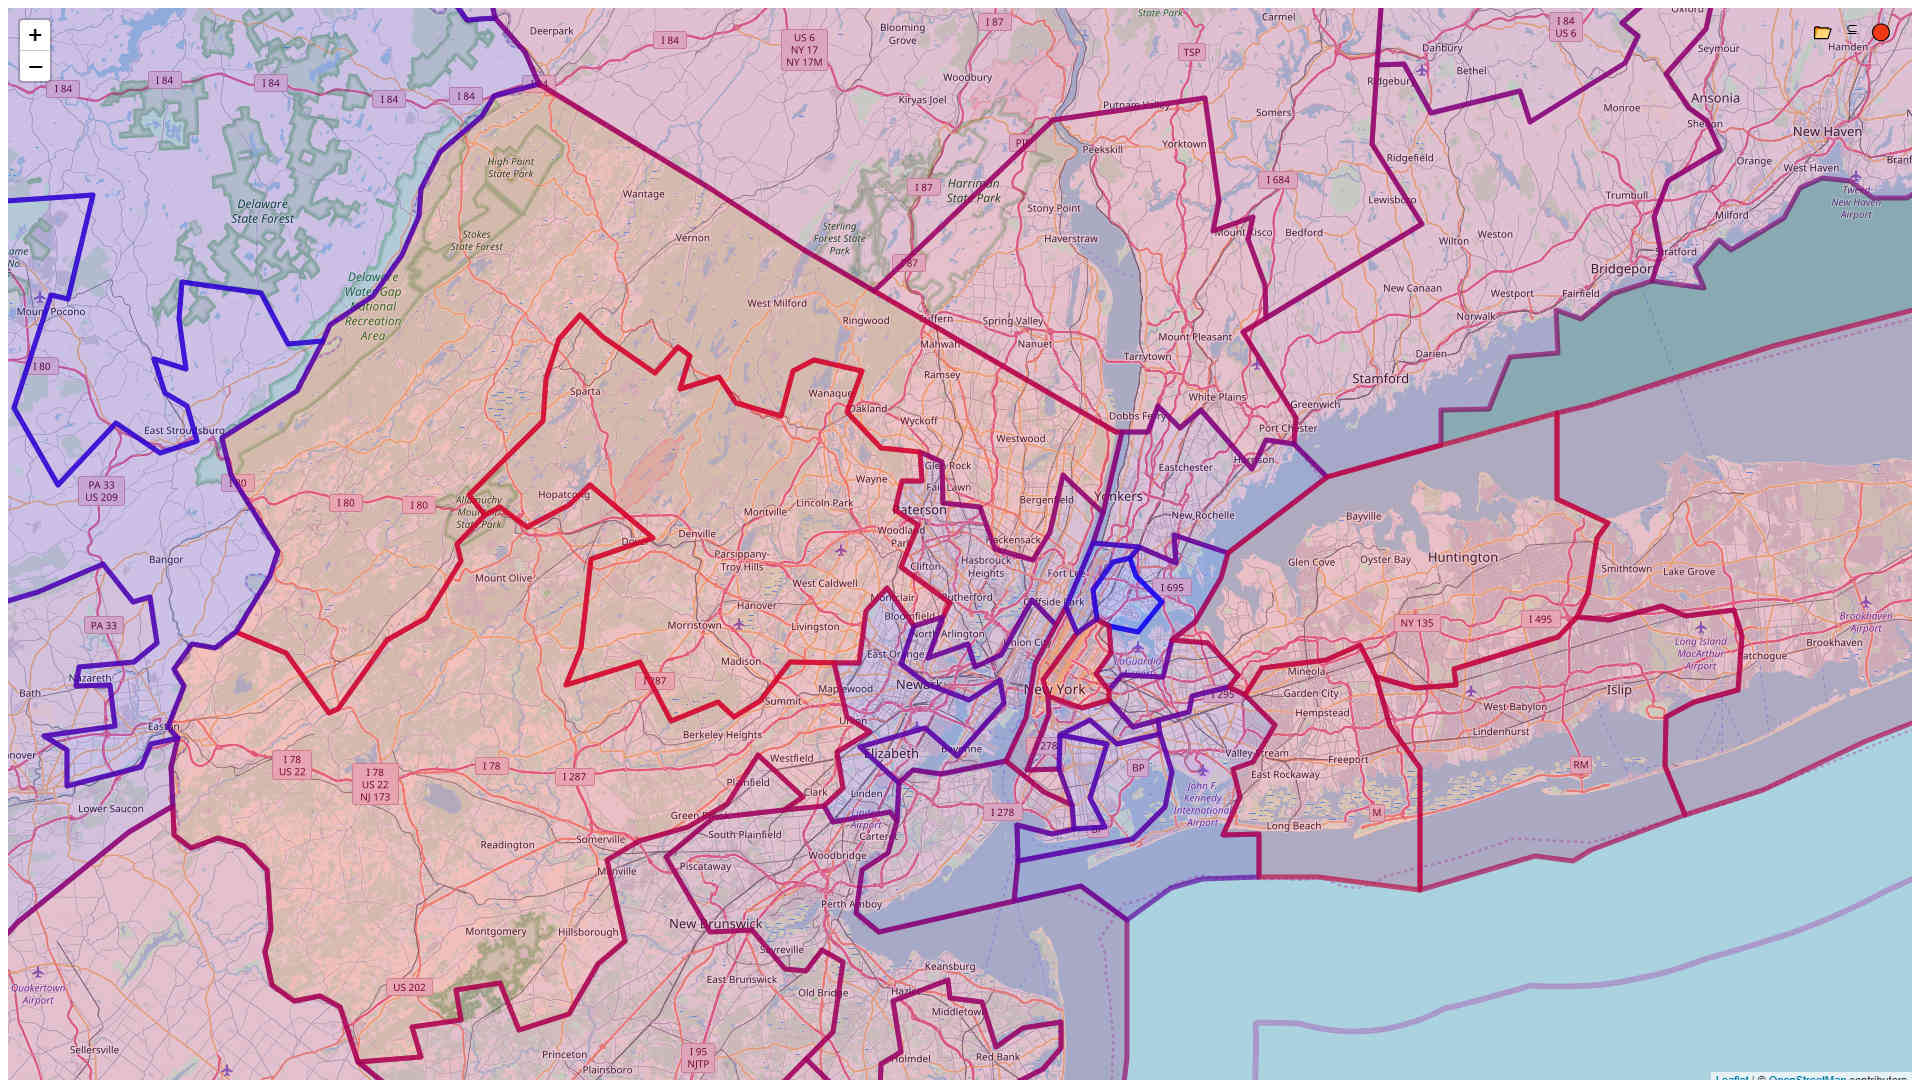 +
−
Deerpark
I 84
US 6
NY 17
NY 17M
Blooming
Grove
I 87
State Park
Carmel
TSP
I 84
US 6
Danbury
Bethel
Seymour
Hamden
I 84
I 84
I 84
I 84
I 84
Woodbury
Kiryas Joel
Putnam Valley
Somers
Monroe
Ansonia
New Haven
High Point
State Park
Peekskill
Yorktown
Ridgefield
Orange
West Haven
Delaware
State Forest
Wantage
I 87
Harriman
State Park
Stony Point
I 684
Trumbull
Milford
Tweed
New Haven
Airport
Stokes
State Forest
Vernon
Sterling
Forest State
Park
Haverstraw
Mount Kisco
Bedford
Wilton
Weston
Stratford
Delaware
Water Gap
National
Recreation
Area
I 87
Bridgeport
Mount Pocono
West Milford
Ringwood
Spring Valley
Nanuet
New Canaan
Westport
Fairfield
Norwalk
Mahwah
Mount Pleasant
Tarrytown
Darien
I 80
Sparta
Wanaque
Ramsey
Oakland
Stamford
White Plains
Greenwich
Dobbs Ferry
Port Chester
East Stroudsburg
Wyckoff
Westwood
Harrison
Eastchester
Glen Rock
Fair Lawn
Wayne
PA 33
US 209
I 80
I 80
I 80
Hopatcong
Lincoln Park
Bergenfield
Yonkers
New Rochelle
Bayville
Montville
Denville
Woodland
Park
Hackensack
Bangor
Parsippany
Troy Hills
Hasbrouck
Heights
Clifton
Fort Lee
Glen Cove
Oyster Bay
Huntington
Smithtown
Lake Grove
Mount Olive
West Caldwell
I 695
Hanover
Montclair
Rutherford
Cliffside Park
Bloomfield
PA 33
Morristown
Livingston
North Arlington
Union City
NY 135
I 495
Brookhaven
Airport
Long Island
MacArthur
Airport
Brookhaven
East Orange
Madison
LaGuardia
Nazareth
Bath
I 287
Maplewood
Newark
New York
I 295
Mineola
Garden City
Islip
Summit
Union
Hempstead
West Babylon
Easton
Berkeley Heights
Lindenhurst
I 78
US 22
I 78
US 22
NJ 173
I 78
I 287
Westfield
Elizabeth
Bayonne
Valley Stream
Freeport
East Rockaway
RM
BP
Plainfield
Clark
Linden
John F.
Kennedy
International
Airport
Lower Saucon
I 278
M
Long Beach
South Plainfield
Carteret
Somerville
Readington
Manville
Piscataway
Woodbridge
Perth Amboy
Montgomery
Hillsborough
New Brunswick
Sayreville
East Brunswick
Old Bridge
Keansburg
Quakertown
Airport
US 202
Hazlet
Middletown
Sellersville
Princeton
Plainsboro
I 95
NJTP
Holmdel
Red Bank
Leaflet | © OpenStreetMap contributors